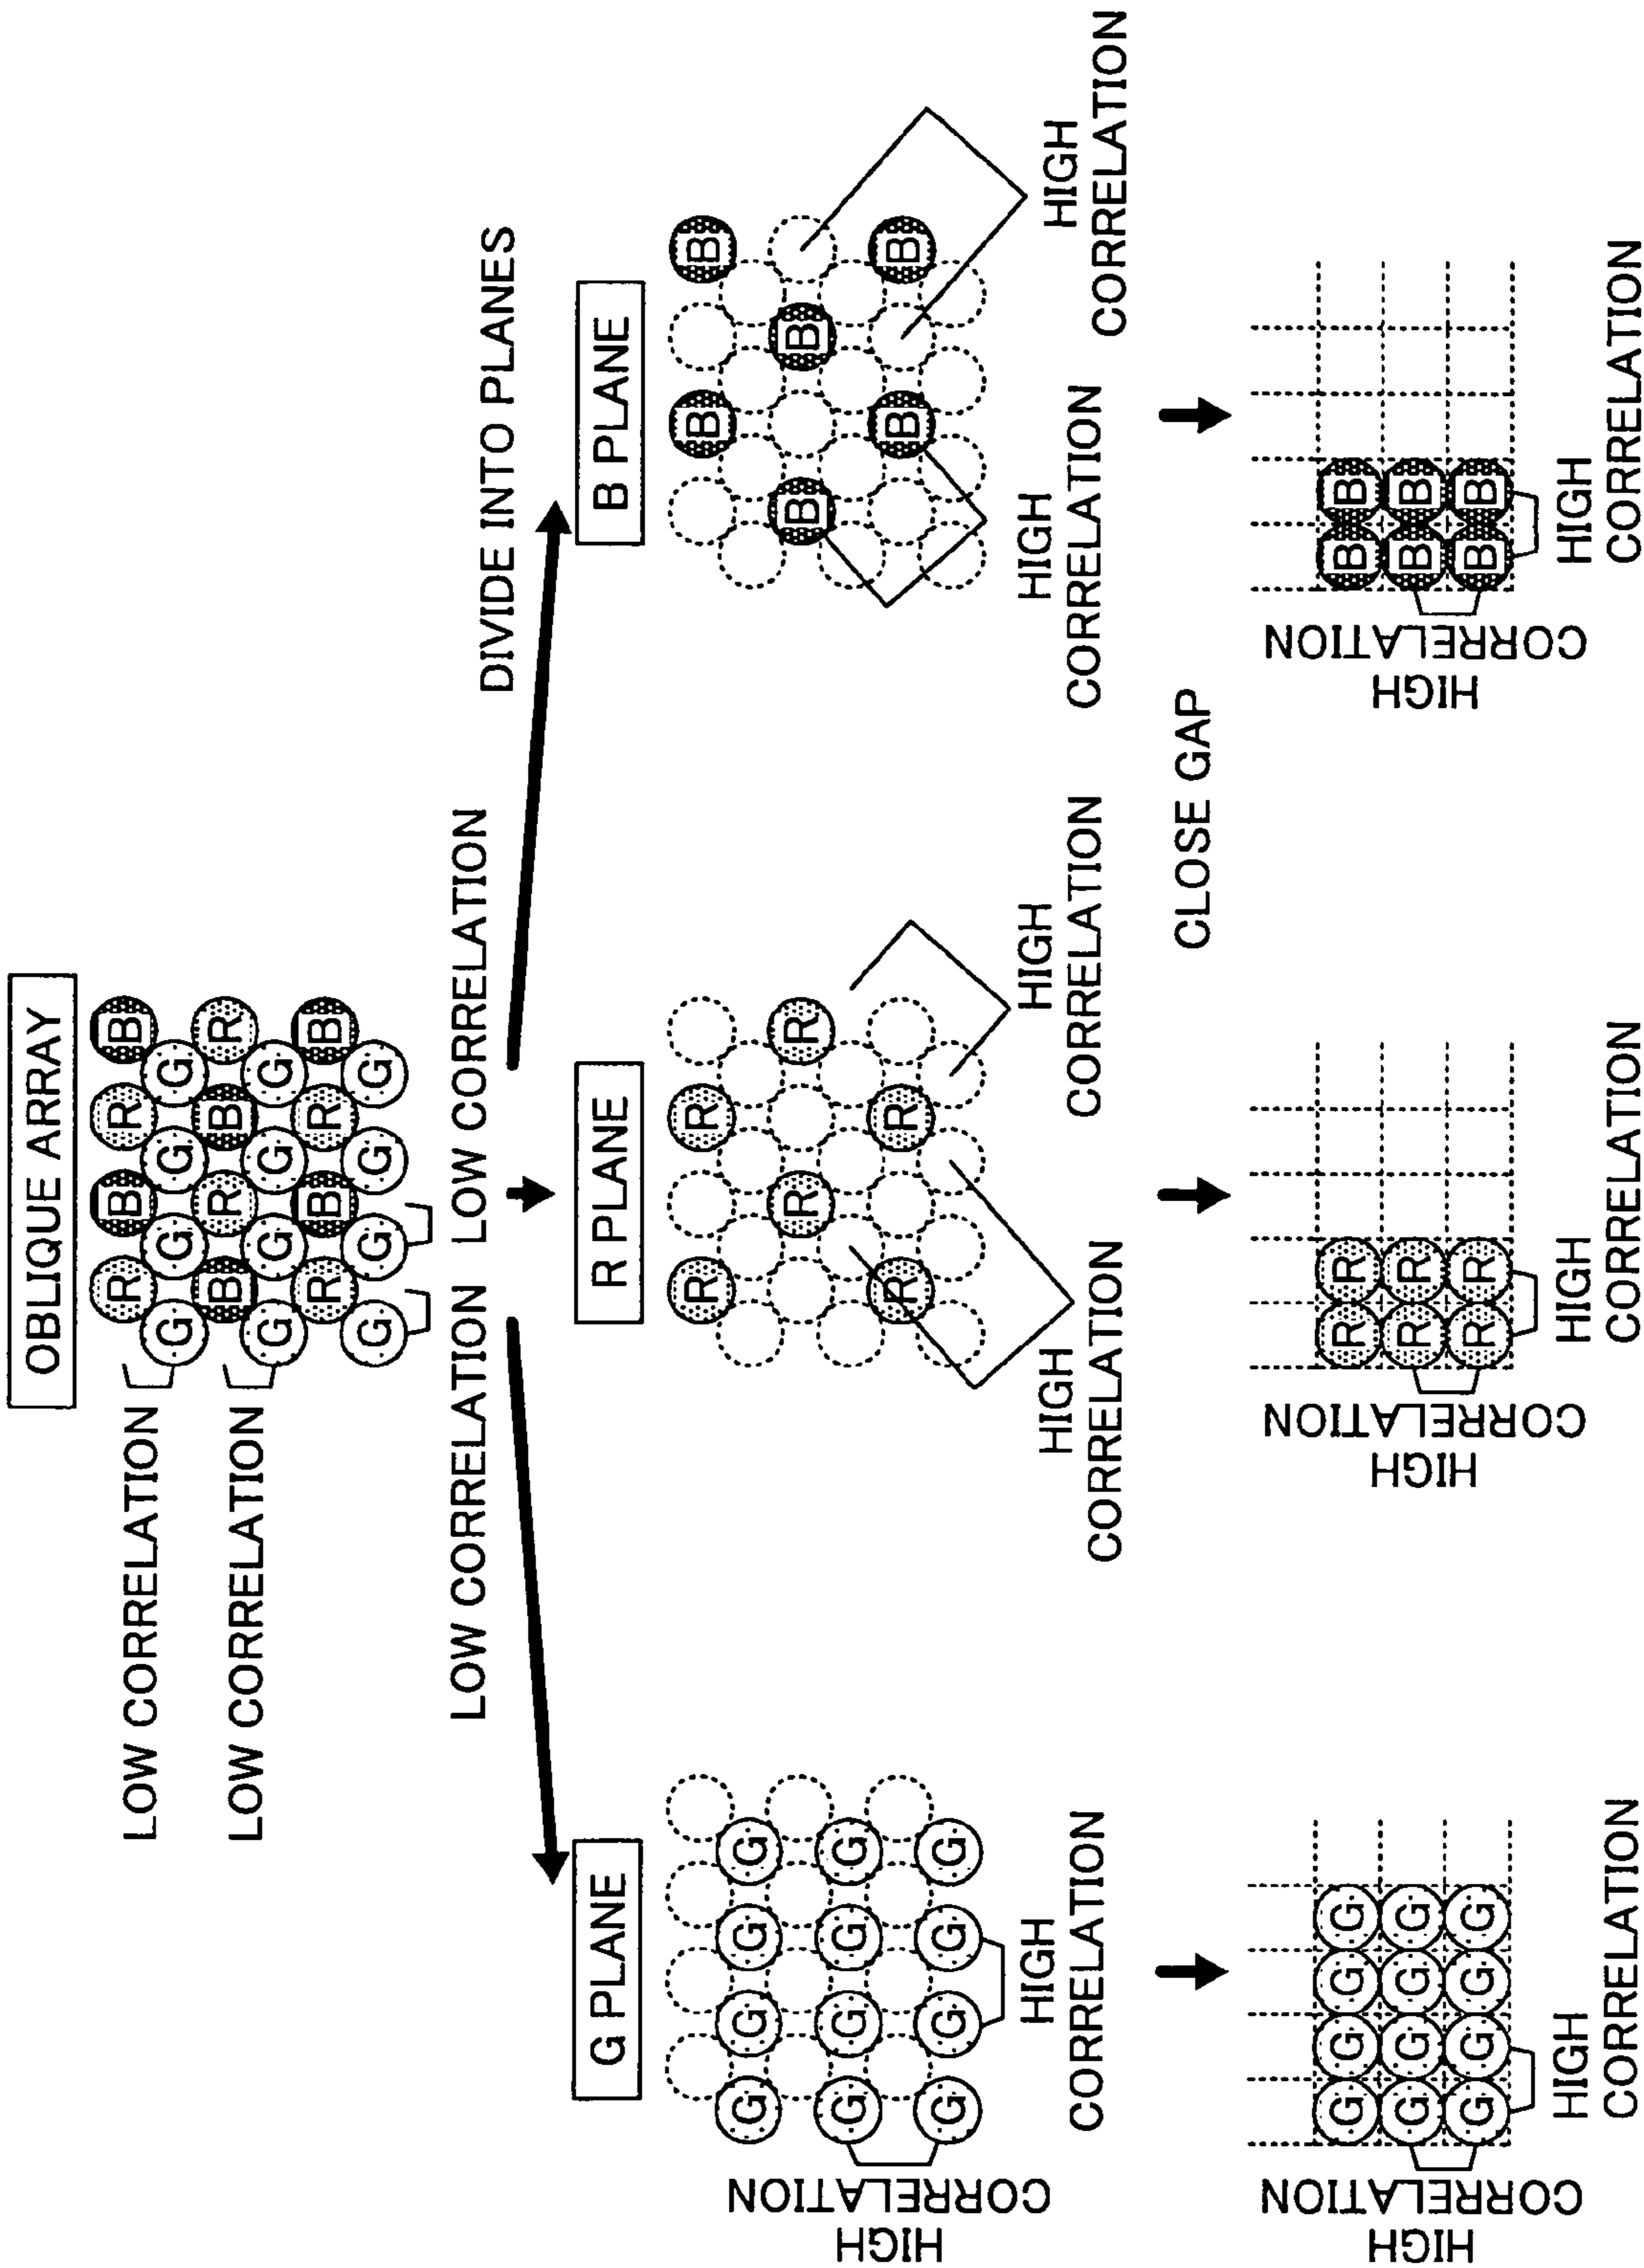 OBLIQUE ARRAY
LOW CORRELATION
R B R B
G G G G
LOW CORRELATION
B R B R
G G G G
R B R B
G G G G
LOW CORRELATION
LOW CORRELATION
DIVIDE INTO PLANES
G PLANE
G G G G
G G G G
G G G G
HIGH
CORRELATION
HIGH
CORRELATION
R PLANE
R R
R R
R R
HIGH
CORRELATION
HIGH
CORRELATION
B PLANE
B B
B B
B B
HIGH
CORRELATION
HIGH
CORRELATION
CLOSE GAP
G G G G
G G G G
G G G G
HIGH
CORRELATION
HIGH
CORRELATION
R R
R R
R R
HIGH
CORRELATION
HIGH
CORRELATION
B B
B B
B B
HIGH
CORRELATION
HIGH
CORRELATION